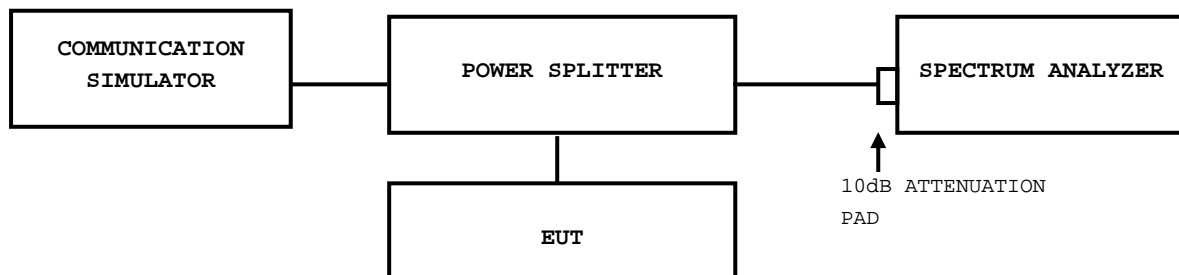 COMMUNICATION
SIMULATOR
POWER SPLITTER
SPECTRUM ANALYZER
10dB ATTENUATION
PAD
EUT